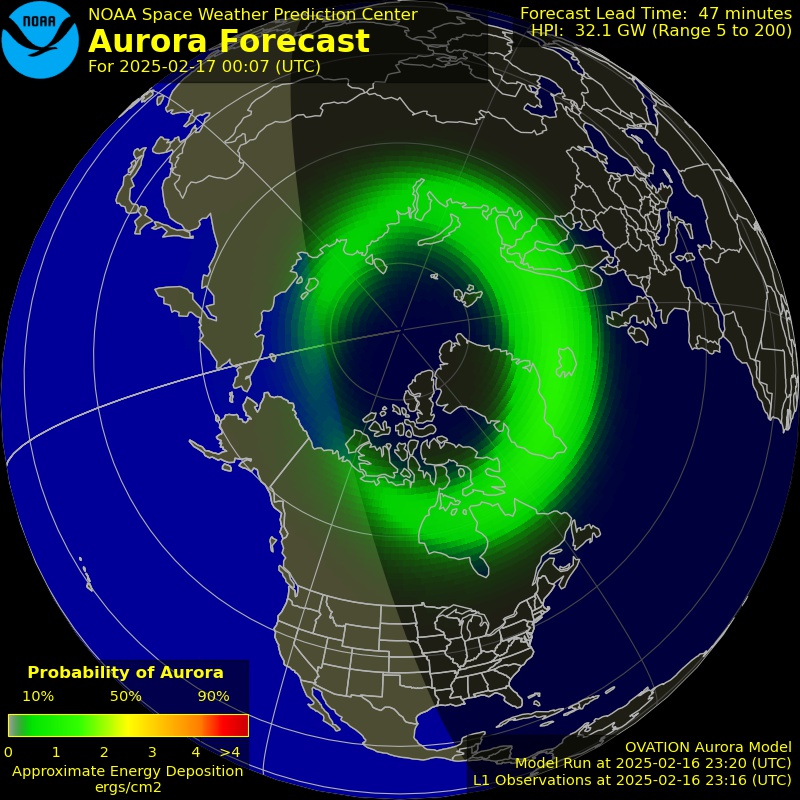 NOAA
NOAA Space Weather Prediction Center
Aurora Forecast
For 2025-02-17 00:07 (UTC)
Forecast Lead Time: 47 minutes
HPI: 32.1 GW (Range 5 to 200)
Probability of Aurora
10% 50% 90%
0 1 2 3 4 >4
Approximate Energy Deposition
ergs/cm2
OVATION Aurora Model
Model Run at 2025-02-16 23:20 (UTC)
L1 Observations at 2025-02-16 23:16 (UTC)